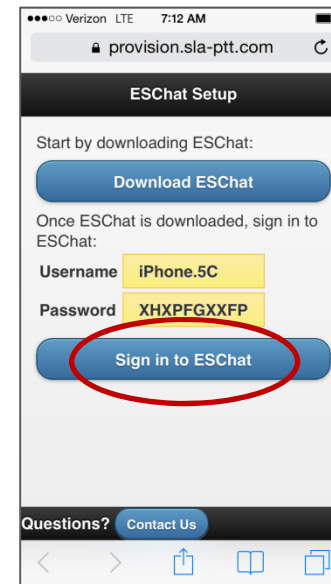 Verizon LTE 7:12 AM
provision.sla-ptt.com
ESChat Setup
Start by downloading ESChat:
Download ESChat
Once ESChat is downloaded, sign in to
ESChat:
Username iPhone.5C
Password XHXPFGXXFP
Sign in to ESChat
Questions? Contact Us